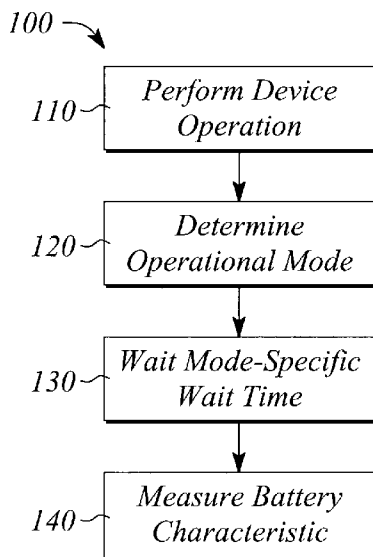 100
110
Perform Device
Operation
120
Determine
Operational Mode
130
Wait Mode-Specific
Wait Time
140
Measure Battery
Characteristic